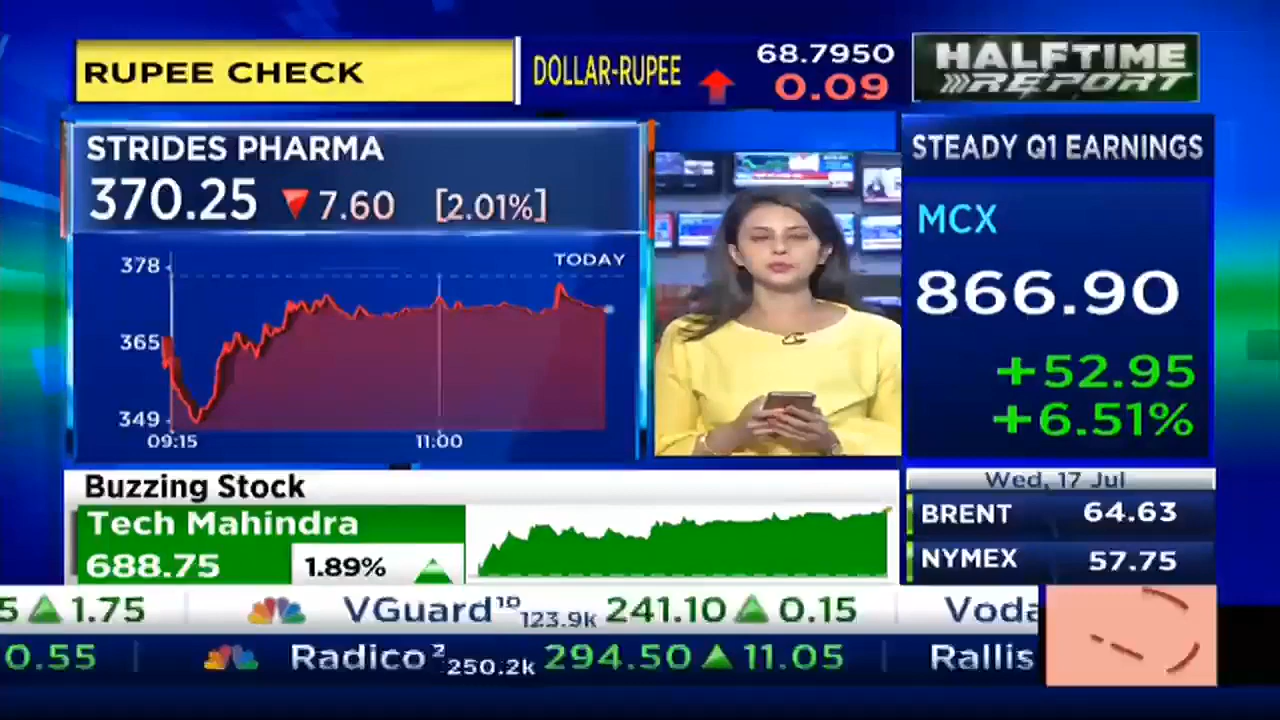 RUPEE CHECK
DOLLAR-RUPEE
68.7950
0.09
HALFTIME
REPORT
STRIDES PHARMA
370.25 ▼ 7.60 [2.01%]
TODAY
378
365
349
09:15 11:00
STEADY Q1 EARNINGS
MCX
866.90
+52.95
+6.51%
Wed, 17 Jul
BRENT 64.63
NYMEX 57.75
Buzzing Stock
Tech Mahindra
688.75 1.89% ▲
5 ▲ 1.75 VGuard 10 123.9k 241.10 ▲ 0.15 Voda
0.55 Radico 2 250.2k 294.50 ▲ 11.05 Rallis